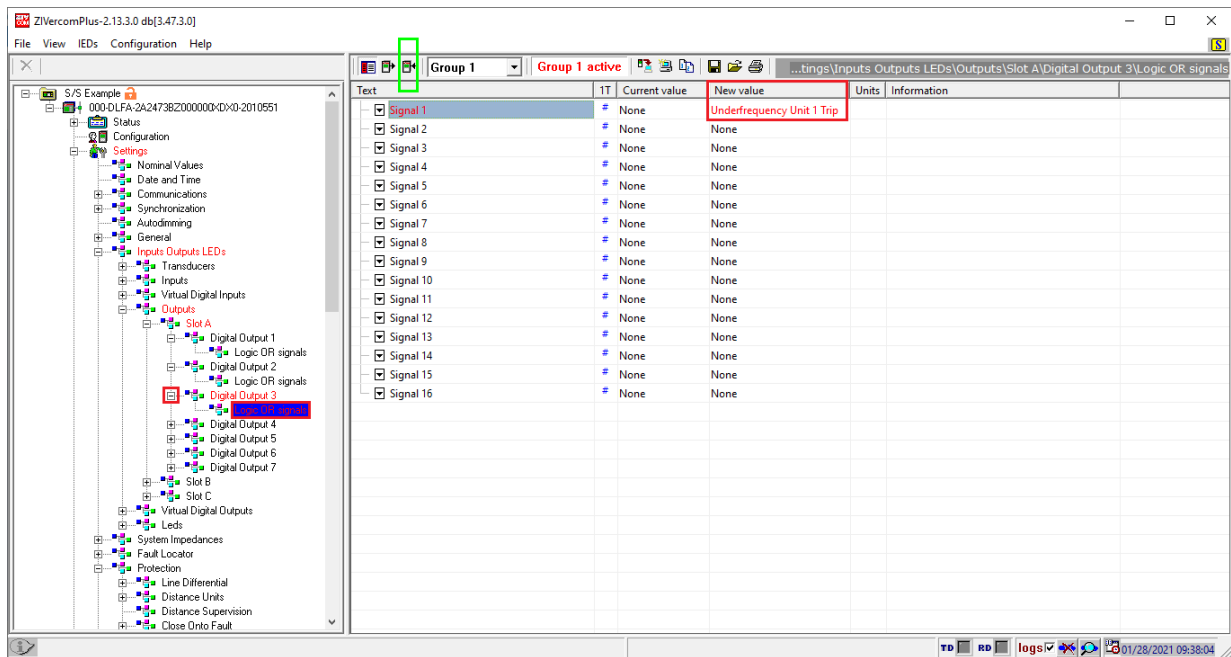 ZIVercomPlus-2.13.3.0 db[3.47.3.0]
File View IEDs Configuration Help
S
Group 1
Group 1 active
...tings\Inputs Outputs LEDs\Outputs\Slot A\Digital Output 3\Logic OR signals
S/S Example
000-DLFA-2A2473BZ000000XDX0-2010551
Status
Configuration
Settings
Nominal Values
Date and Time
Communications
Synchronization
Autodimming
General
Inputs Outputs LEDs
Transducers
Inputs
Virtual Digital Inputs
Outputs
Slot A
Digital Output 1
Logic OR signals
Digital Output 2
Logic OR signals
Digital Output 3
Logic OR signals
Digital Output 4
Digital Output 5
Digital Output 6
Digital Output 7
Slot B
Slot C
Virtual Digital Outputs
Leds
System Impedances
Fault Locator
Protection
Line Differential
Distance Units
Distance Supervision
Close Onto Fault
Text 1T Current value New value Units Information
Signal 1 # None Underfrequency Unit 1 Trip
Signal 2 # None None
Signal 3 # None None
Signal 4 # None None
Signal 5 # None None
Signal 6 # None None
Signal 7 # None None
Signal 8 # None None
Signal 9 # None None
Signal 10 # None None
Signal 11 # None None
Signal 12 # None None
Signal 13 # None None
Signal 14 # None None
Signal 15 # None None
Signal 16 # None None
TD RD logs 01/28/2021 09:38:04